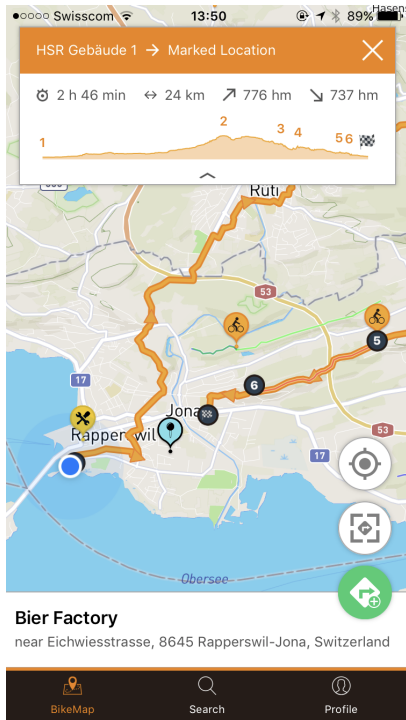 Swisscom 13:50 89%
HSR Gebäude 1 → Marked Location
2 h 46 min 24 km 776 hm 737 hm
1 2 3 4 5 6
Rüti
53
5
17
6
Jona
53
Rapperswil
17
Obersee
Bier Factory
near Eichwiesstrasse, 8645 Rapperswil-Jona, Switzerland
BikeMap Search Profile